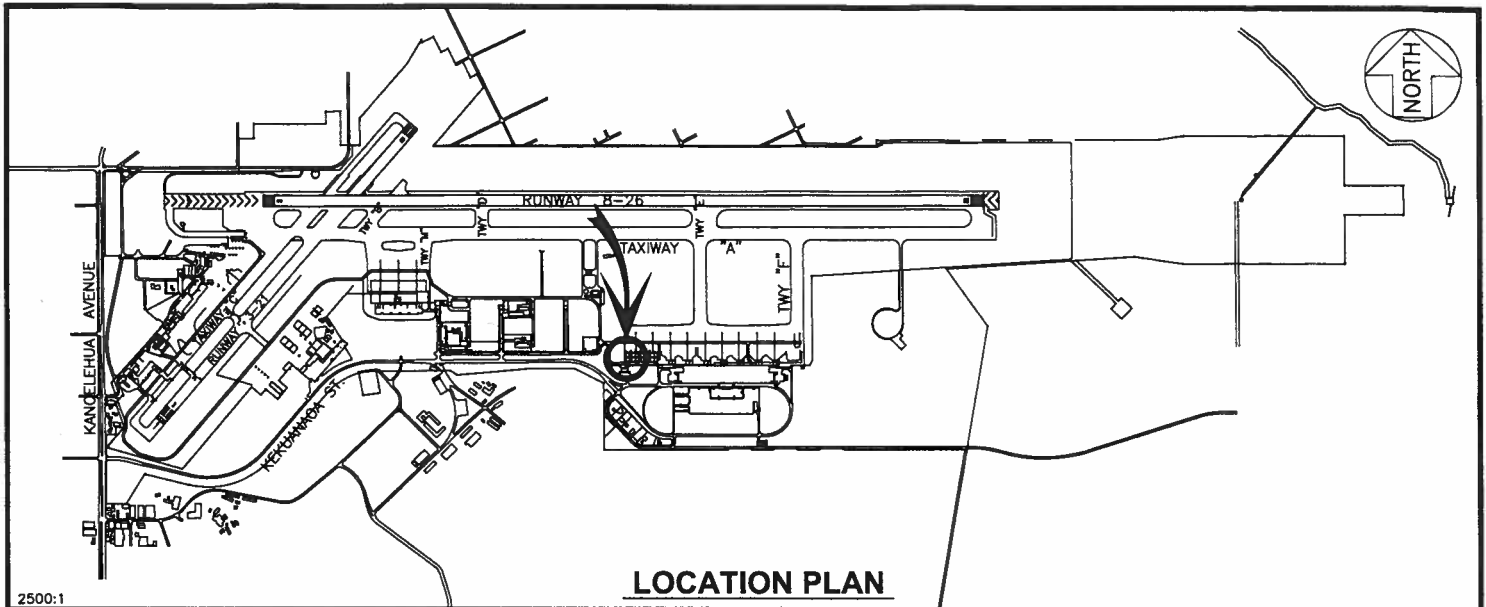 NORTH
RUNWAY 8-26
TWY "D"
TWY "E"
TAXIWAY "A"
TWY "F"
KANOELEHUA AVENUE
TAXIWAY "C"
RUNWAY 3-21
KEKUANAOA ST.
LOCATION PLAN
2500:1